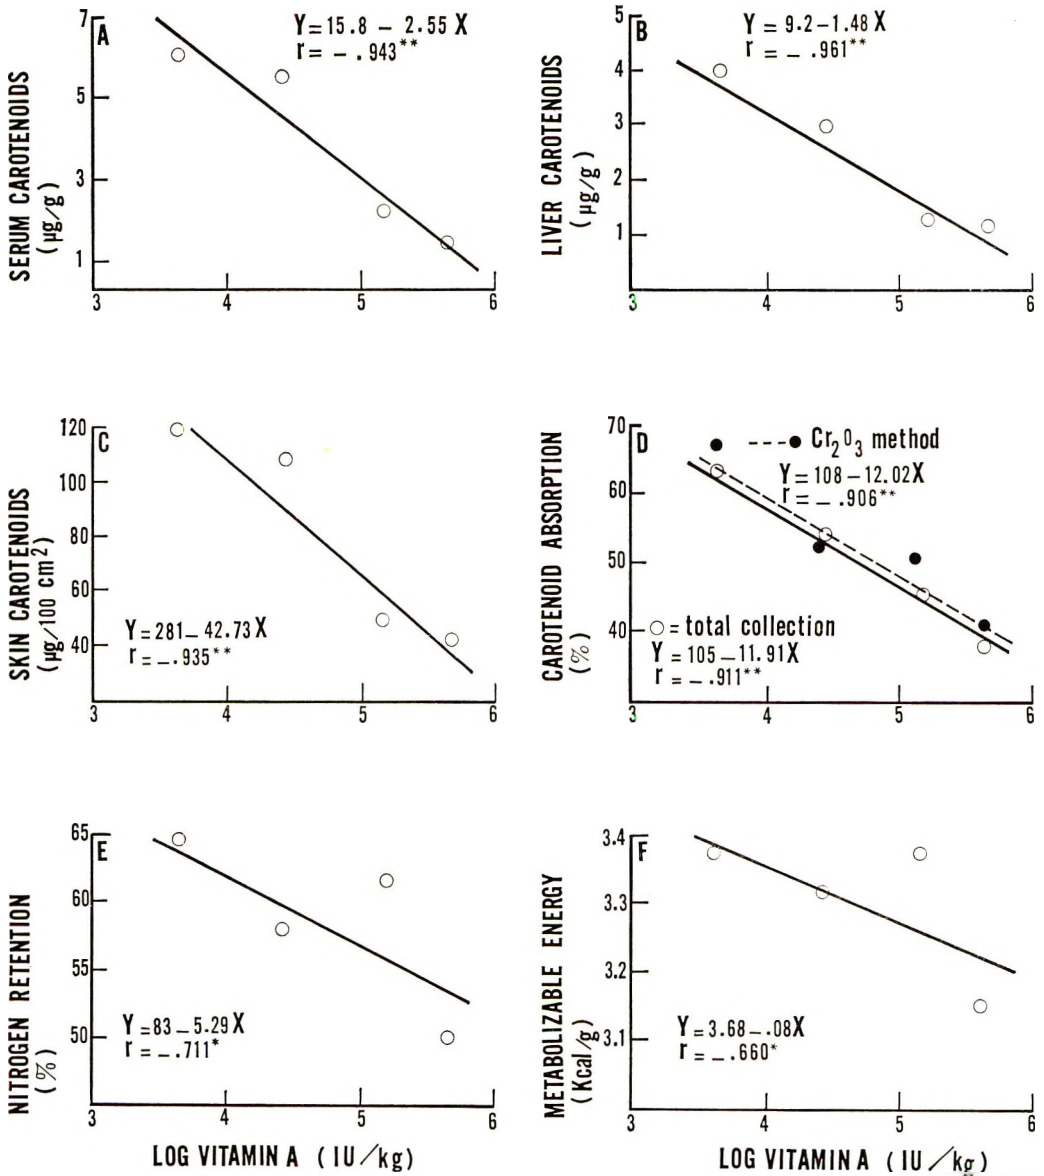 A
Y=15.8 – 2.55 X
r= – .943**
SERUM CAROTENOIDS
(µg/g)
7
5
3
1
3 4 5 6
B
Y = 9.2–1.48 X
r = – .961**
LIVER CAROTENOIDS
(µg/g)
5
4
3
2
1
3 4 5 6
C
SKIN CAROTENOIDS
(µg/100 cm²)
120
100
80
60
40
Y=281– 42.73 X
r=–.935**
3 4 5 6
D
---● Cr₂O₃ method
Y=108–12.02X
r= – .906**
CAROTENOID ABSORPTION
(%)
70
60
50
40
○= total collection
Y =105–11.91X
r = – .911**
3 4 5 6
E
NITROGEN RETENTION
(%)
65
60
55
50
Y=83–5.29X
r=–.711*
3 4 5 6
LOG VITAMIN A ( IU/kg)
F
METABOLIZABLE ENERGY
(Kcal/g)
3.4
3.3
3.2
3.1
Y=3.68–.08X
r=–.660*
3 4 5 6
LOG VITAMIN A ( IU/kg)